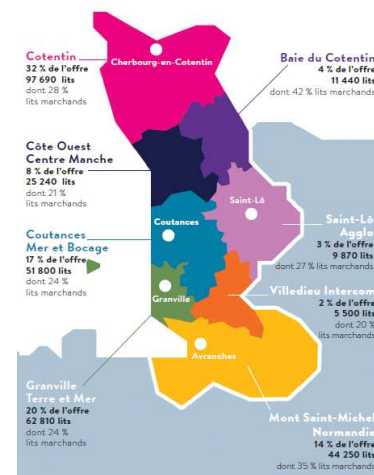 Cotentin
32 % de l'offre
97 690 lits
dont 28 %
lits marchands
Cherbourg-en-Cotentin
Baie du Cotentin
4 % de l'offre
11 440 lits
dont 42 % lits marchands
Côte Ouest
Centre Manche
8 % de l'offre
25 240 lits
dont 21 %
lits marchands
Saint-Lô
Coutances
Saint-Lô
Agglo
3 % de l'offre
9 870 lits
dont 27 % lits marchands
Coutances
Mer et Bocage
17 % de l'offre
51 800 lits
dont 24 %
lits marchands
Granville
Villedieu Intercom
2 % de l'offre
5 500 lits
dont 20 %
lits marchands
Avranches
Granville
Terre et Mer
20 % de l'offre
62 810 lits
dont 24 %
lits marchands
Mont Saint-Michel
Normandie
14 % de l'offre
44 250 lits
dont 35 % lits marchands